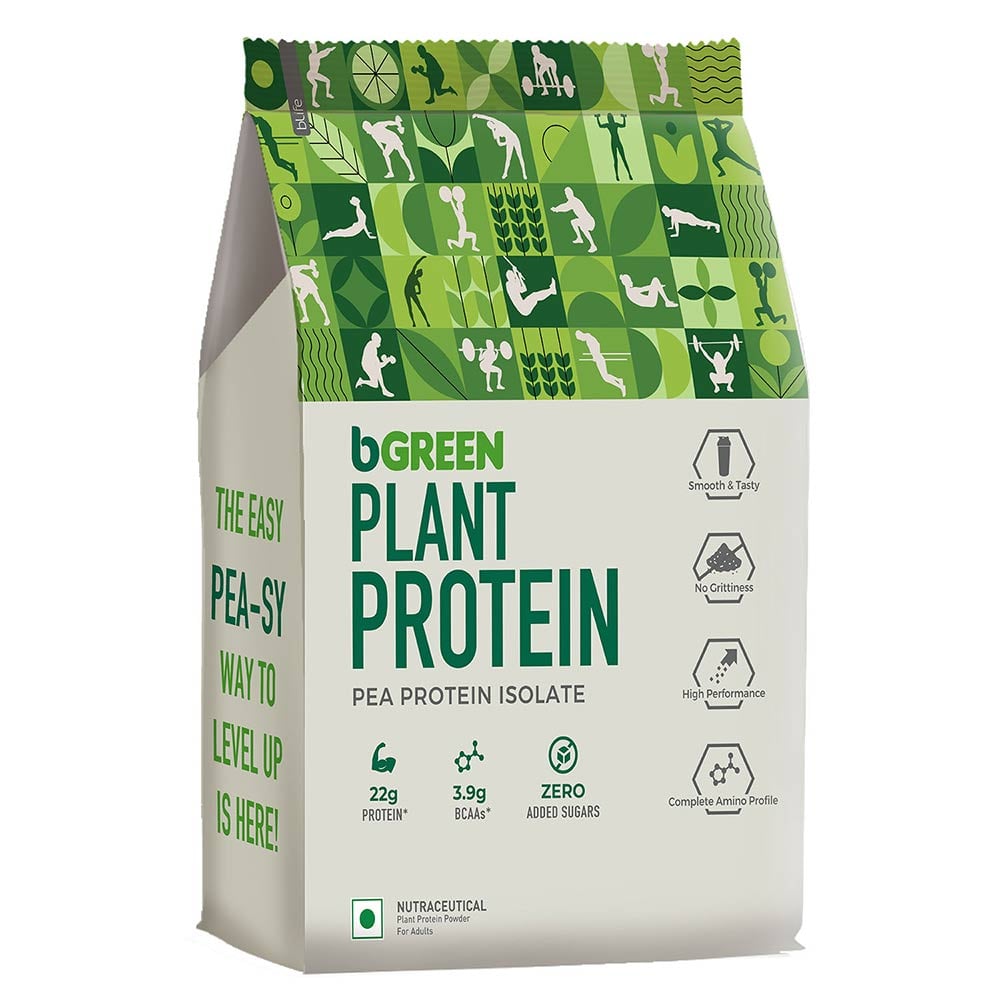 blife
bGREEN
PLANT
PROTEIN
PEA PROTEIN ISOLATE
22g
PROTEIN*
3.9g
BCAAs*
ZERO
ADDED SUGARS
Smooth & Tasty
No Grittiness
High Performance
Complete Amino Profile
NUTRACEUTICAL
Plant Protein Powder
For Adults
THE EASY
PEA-SY
WAY TO
LEVEL UP
IS HERE!